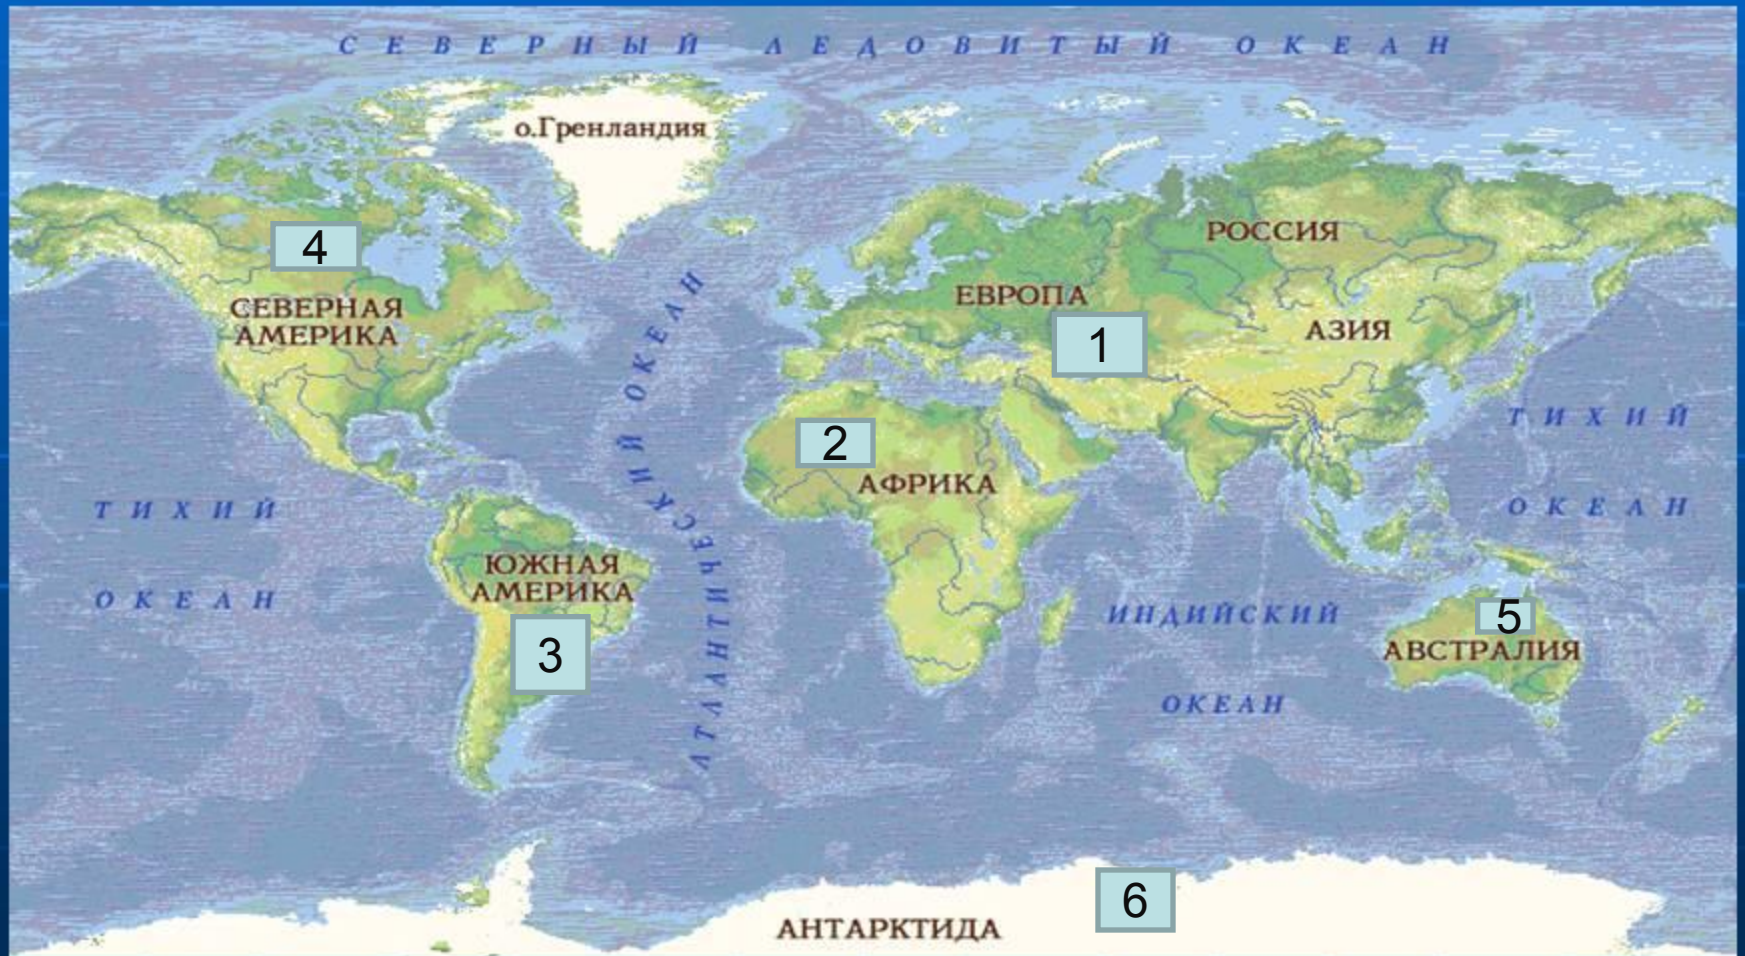 СЕВЕРНЫЙ ЛЕДОВИТЫЙ ОКЕАН
о.Гренландия
РОССИЯ
4
ЕВРОПА
СЕВЕРНАЯ
АМЕРИКА
АЗИЯ
1
АТЛАНТИЧЕСКИЙ ОКЕАН
ТИХИЙ
2
АФРИКА
ТИХИЙ
ОКЕАН
ЮЖНАЯ
АМЕРИКА
ОКЕАН
ИНДИЙСКИЙ
5
3
АВСТРАЛИЯ
ОКЕАН
6
АНТАРКТИДА